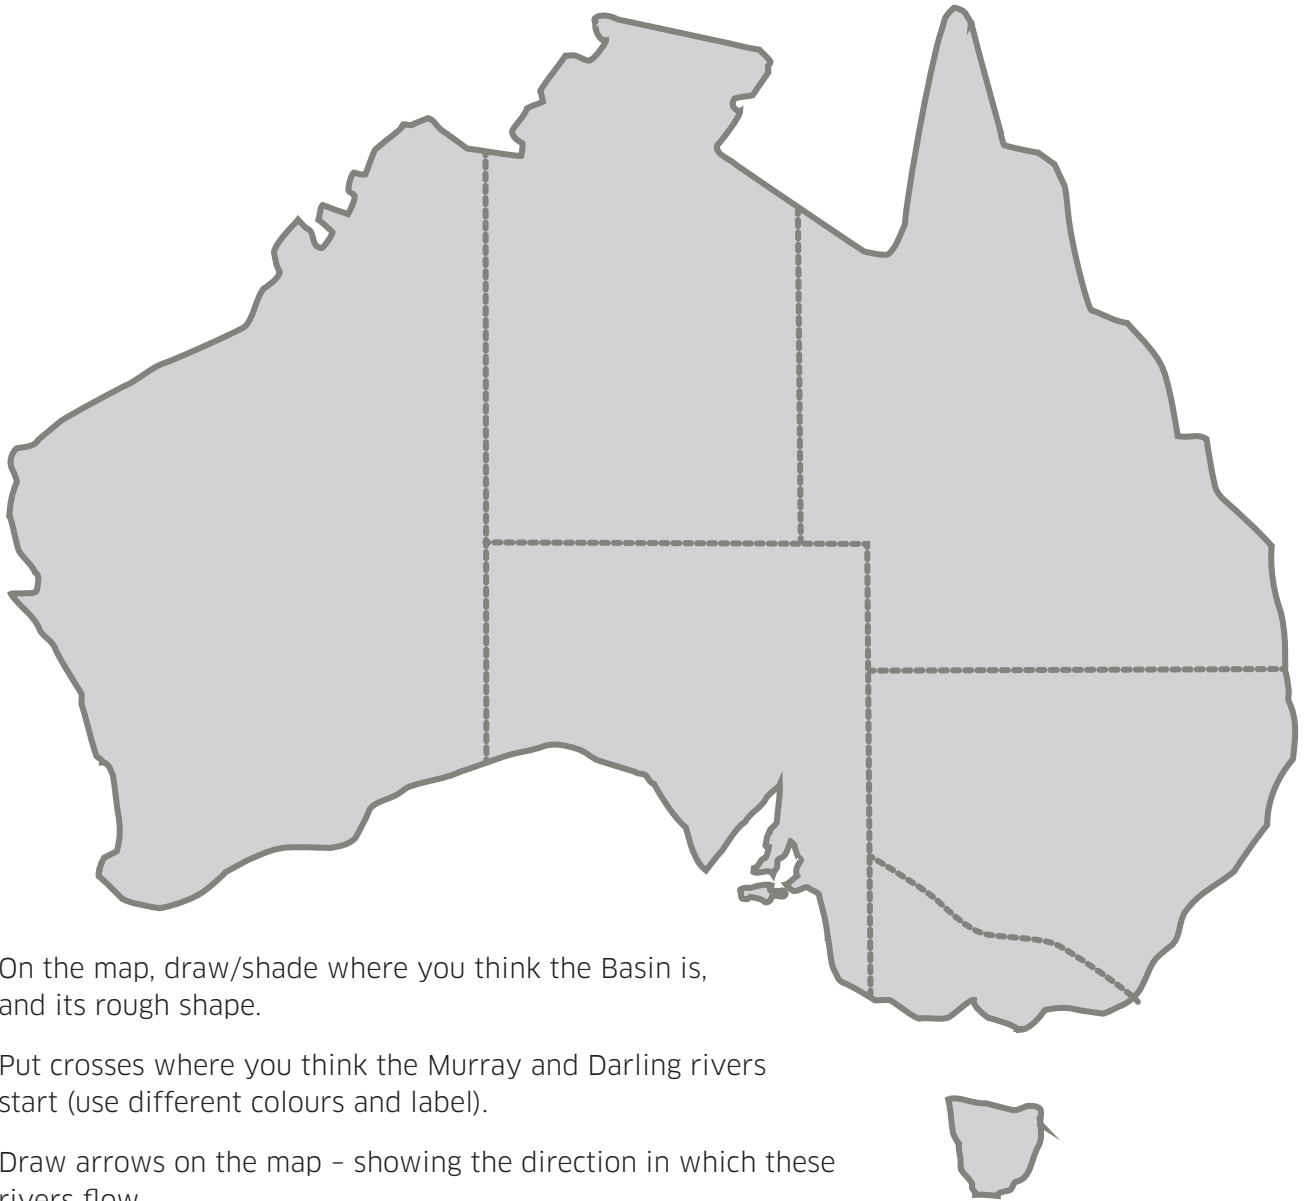 On the map, draw/shade where you think the Basin is,
and its rough shape.
Put crosses where you think the Murray and Darling rivers
start (use different colours and label).
Draw arrows on the map – showing the direction in which these
rivers flow